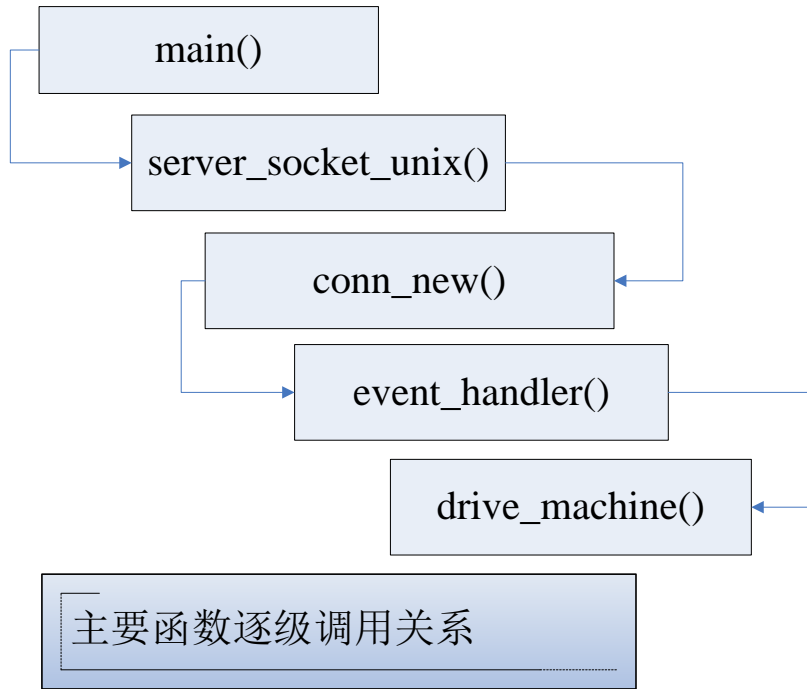 main()
server_socket_unix()
conn_new()
event_handler()
drive_machine()
主要函数逐级调用关系